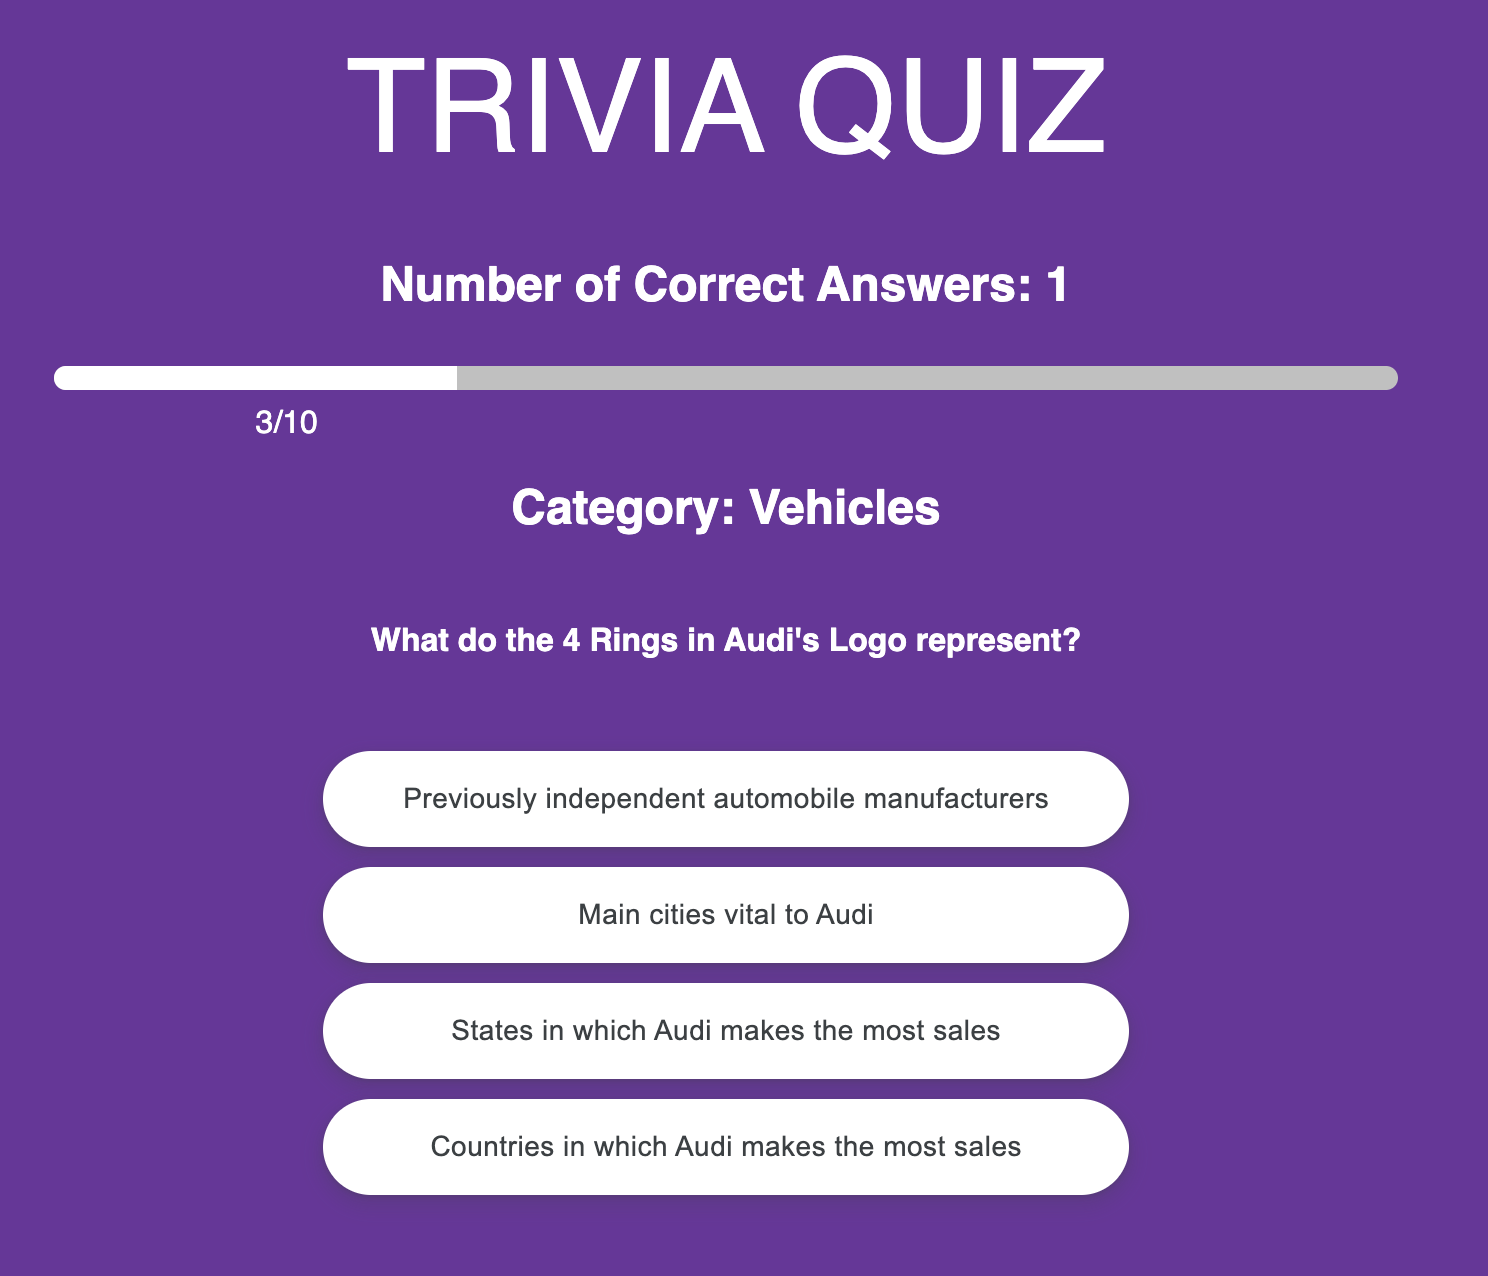 TRIVIA QUIZ
Number of Correct Answers: 1
3/10
Category: Vehicles
What do the 4 Rings in Audi's Logo represent?
Previously independent automobile manufacturers
Main cities vital to Audi
States in which Audi makes the most sales
Countries in which Audi makes the most sales